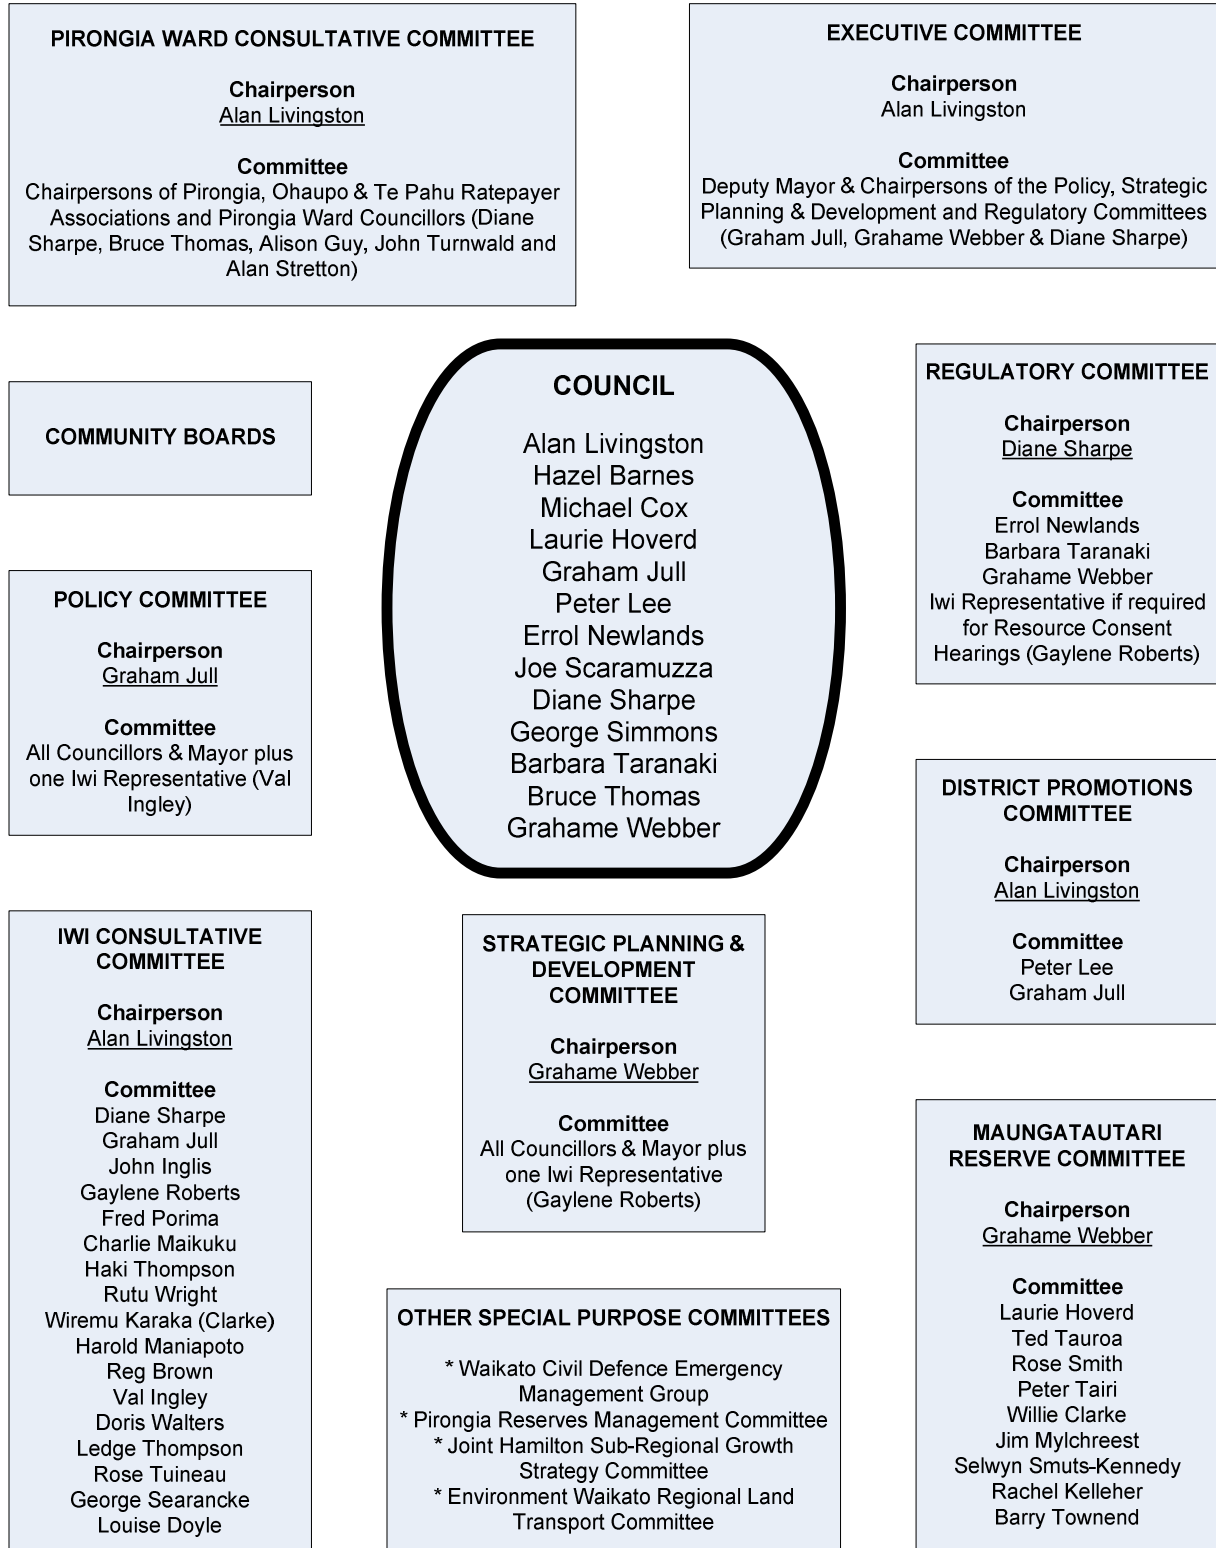 PIRONGIA WARD CONSULTATIVE COMMITTEE
Chairperson
Alan Livingston
Committee
Chairpersons of Pirongia, Ohaupo & Te Pahu Ratepayer
Associations and Pirongia Ward Councillors (Diane
Sharpe, Bruce Thomas, Alison Guy, John Turnwald and
Alan Stretton)
EXECUTIVE COMMITTEE
Chairperson
Alan Livingston
Committee
Deputy Mayor & Chairpersons of the Policy, Strategic
Planning & Development and Regulatory Committees
(Graham Jull, Grahame Webber & Diane Sharpe)
COMMUNITY BOARDS
COUNCIL
Alan Livingston
Hazel Barnes
Michael Cox
Laurie Hoverd
Graham Jull
Peter Lee
Errol Newlands
Joe Scaramuzza
Diane Sharpe
George Simmons
Barbara Taranaki
Bruce Thomas
Grahame Webber
REGULATORY COMMITTEE
Chairperson
Diane Sharpe
Committee
Errol Newlands
Barbara Taranaki
Grahame Webber
Iwi Representative if required
for Resource Consent
Hearings (Gaylene Roberts)
POLICY COMMITTEE
Chairperson
Graham Jull
Committee
All Councillors & Mayor plus
one Iwi Representative (Val
Ingley)
DISTRICT PROMOTIONS
COMMITTEE
Chairperson
Alan Livingston
Committee
Peter Lee
Graham Jull
IWI CONSULTATIVE
COMMITTEE
Chairperson
Alan Livingston
Committee
Diane Sharpe
Graham Jull
John Inglis
Gaylene Roberts
Fred Porima
Charlie Maikuku
Haki Thompson
Rutu Wright
Wiremu Karaka (Clarke)
Harold Maniapoto
Reg Brown
Val Ingley
Doris Walters
Ledge Thompson
Rose Tuineau
George Searancke
Louise Doyle
STRATEGIC PLANNING &
DEVELOPMENT
COMMITTEE
Chairperson
Grahame Webber
Committee
All Councillors & Mayor plus
one Iwi Representative
(Gaylene Roberts)
OTHER SPECIAL PURPOSE COMMITTEES
* Waikato Civil Defence Emergency
Management Group
* Pirongia Reserves Management Committee
* Joint Hamilton Sub-Regional Growth
Strategy Committee
* Environment Waikato Regional Land
Transport Committee
MAUNGATAUTARI
RESERVE COMMITTEE
Chairperson
Grahame Webber
Committee
Laurie Hoverd
Ted Tauroa
Rose Smith
Peter Tairi
Willie Clarke
Jim Mylchreest
Selwyn Smuts-Kennedy
Rachel Kelleher
Barry Townend